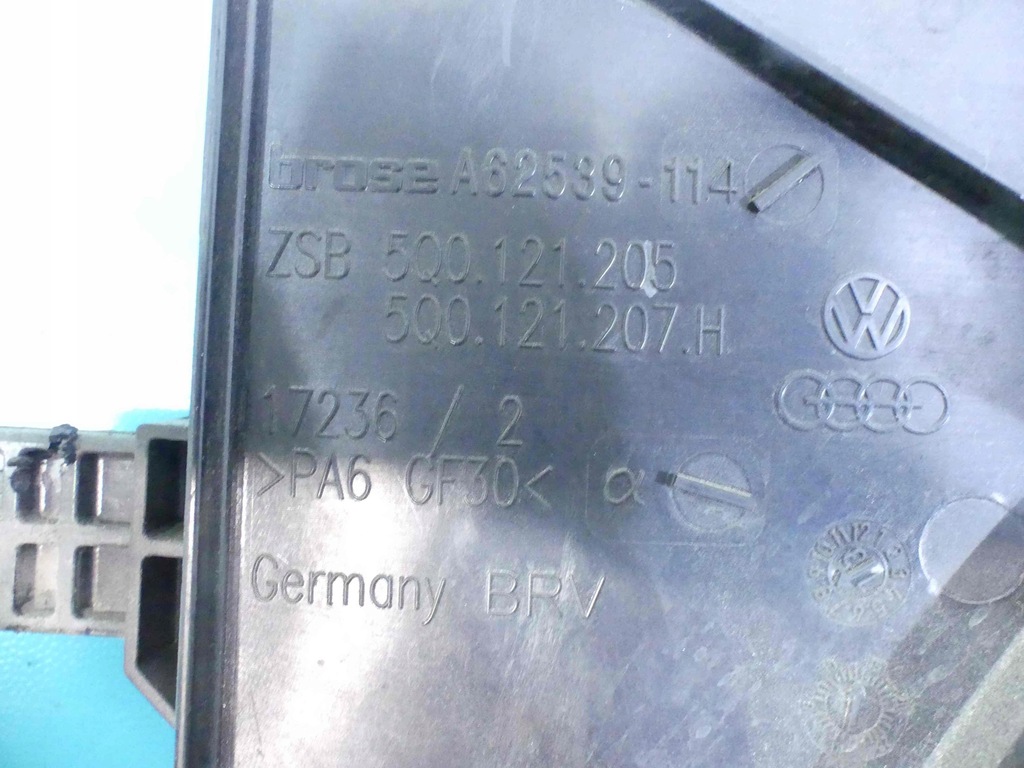 brose A62539-114
ZSB 5Q0.121.205
5Q0.121.207.H
17236 / 2
>PA6 GF30< α
Germany BRV